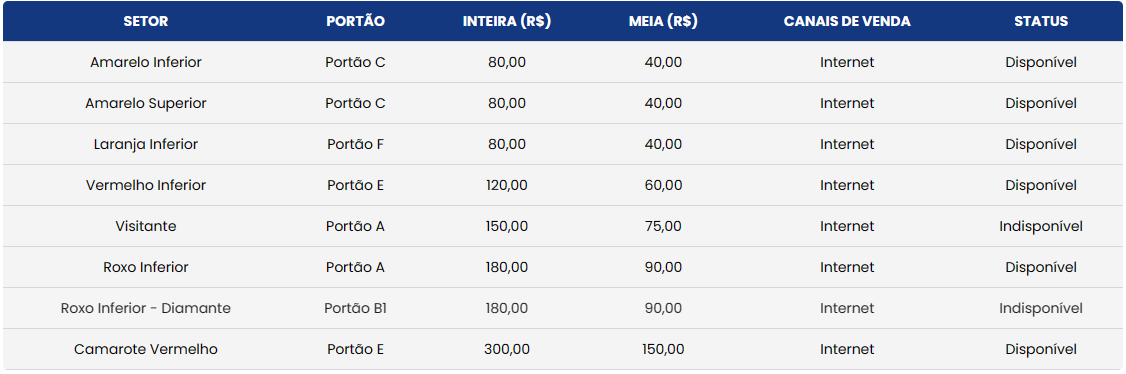 SETOR PORTÃO INTEIRA (R$) MEIA (R$) CANAIS DE VENDA STATUS
Amarelo Inferior Portão C 80,00 40,00 Internet Disponível
Amarelo Superior Portão C 80,00 40,00 Internet Disponível
Laranja Inferior Portão F 80,00 40,00 Internet Disponível
Vermelho Inferior Portão E 120,00 60,00 Internet Disponível
Visitante Portão A 150,00 75,00 Internet Indisponível
Roxo Inferior Portão A 180,00 90,00 Internet Disponível
Roxo Inferior - Diamante Portão B1 180,00 90,00 Internet Indisponível
Camarote Vermelho Portão E 300,00 150,00 Internet Disponível